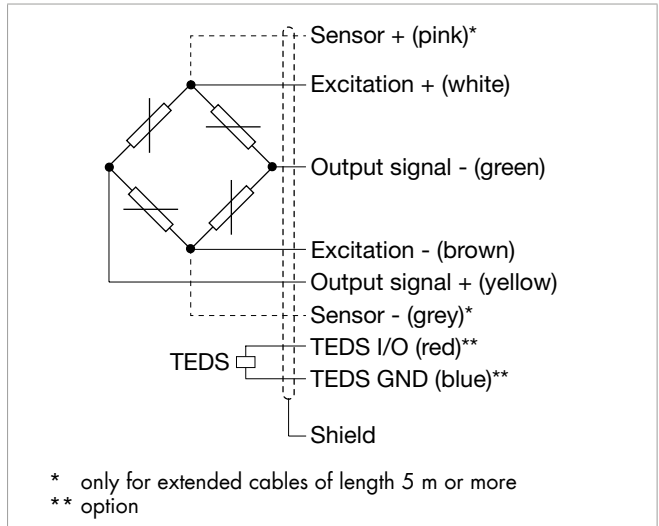 Sensor + (pink)*
Excitation + (white)
Output signal - (green)
Excitation - (brown)
Output signal + (yellow)
Sensor - (grey)*
TEDS I/O (red)**
TEDS
TEDS GND (blue)**
Shield
* only for extended cables of length 5 m or more
** option